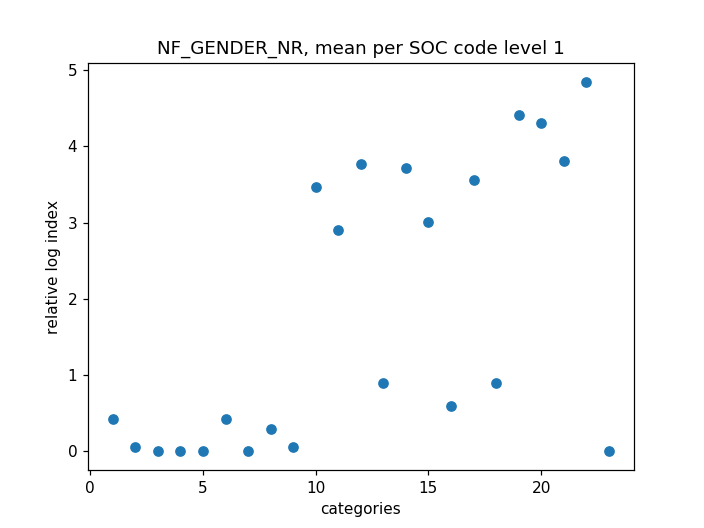 NF_GENDER_NR, mean per SOC code level 1
relative log index
5
4
3
2
1
0
0 5 10 15 20
categories